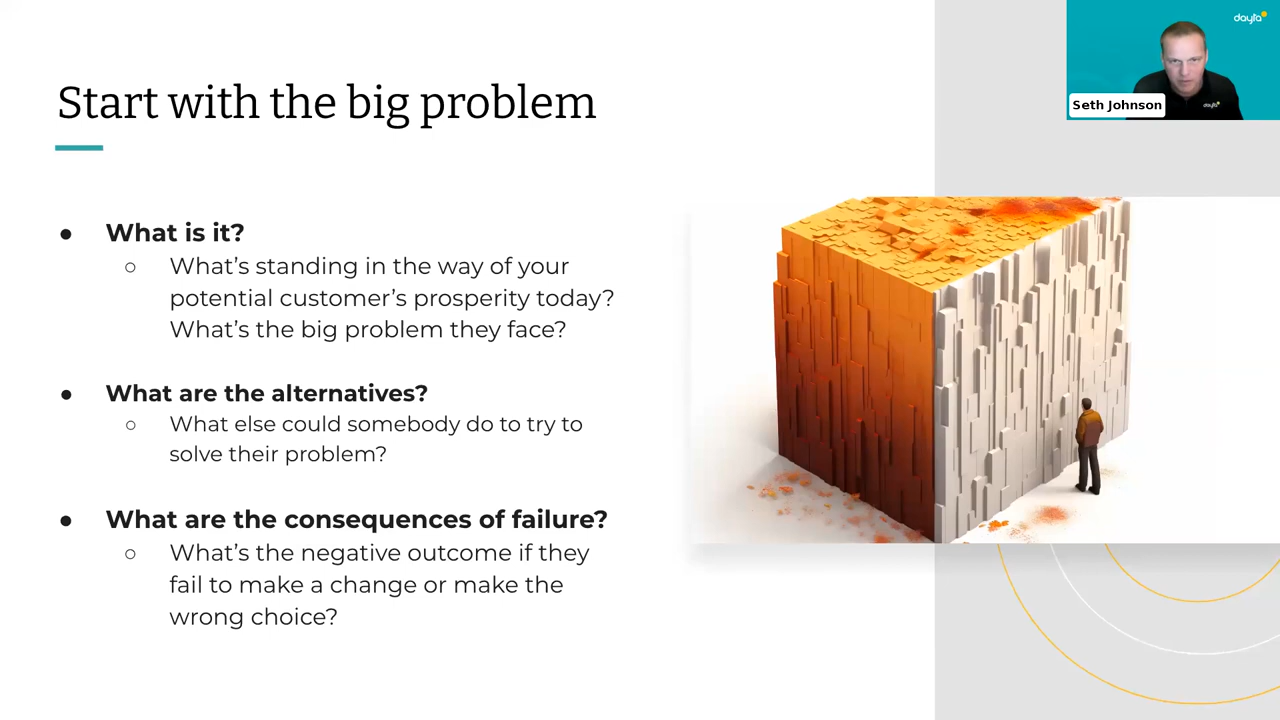 dayta
Seth Johnson
dayta
Start with the big problem
● What is it?
○ What’s standing in the way of your
potential customer’s prosperity today?
What’s the big problem they face?
● What are the alternatives?
○ What else could somebody do to try to
solve their problem?
● What are the consequences of failure?
○ What’s the negative outcome if they
fail to make a change or make the
wrong choice?